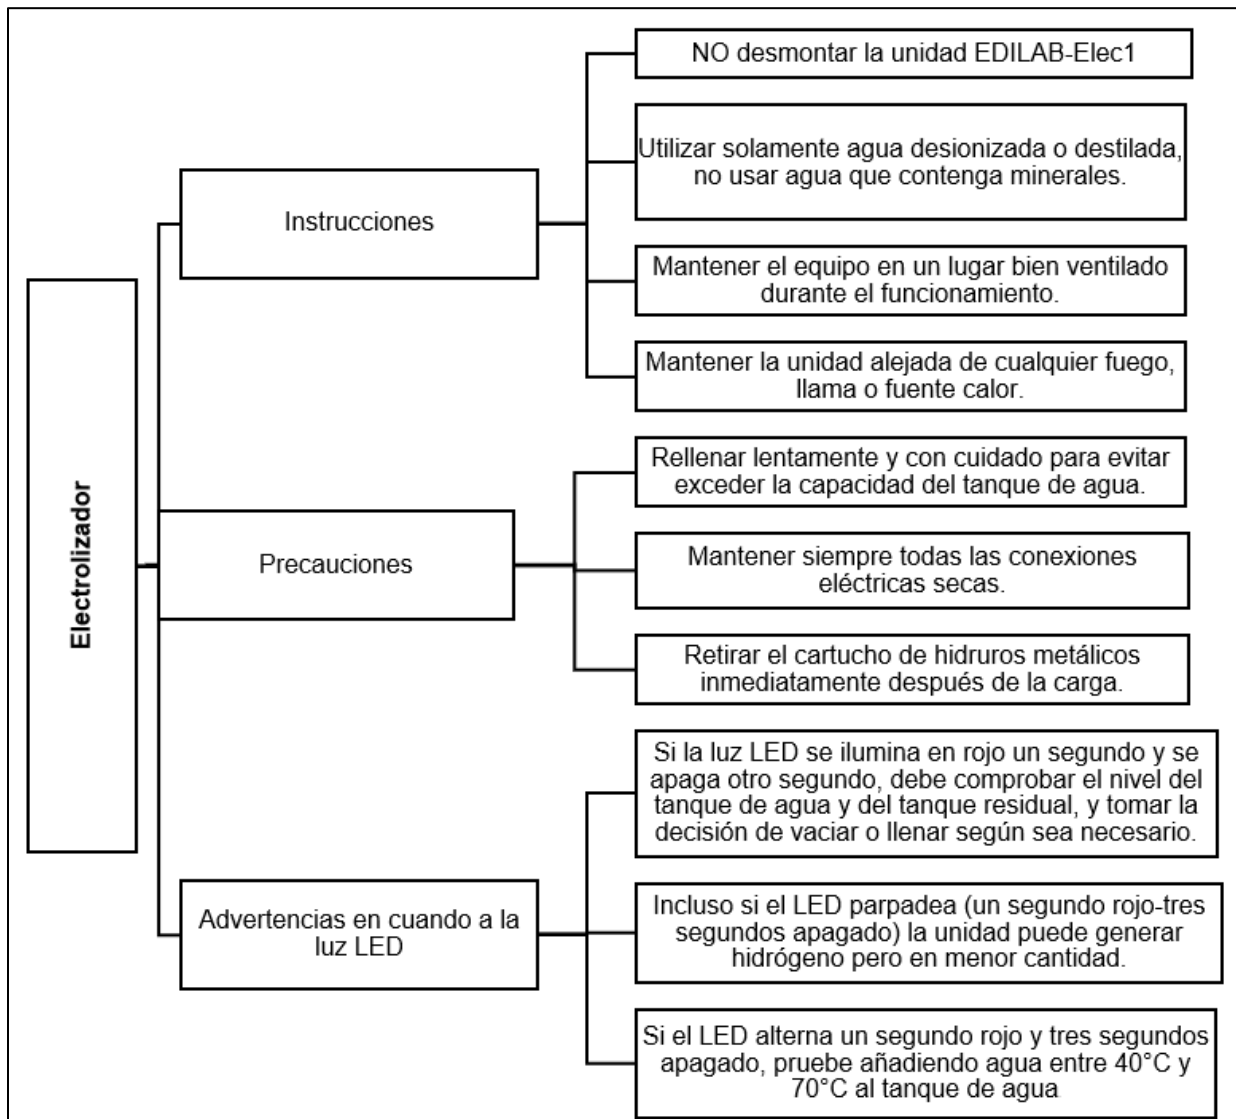 Electrolizador
Instrucciones
NO desmontar la unidad EDILAB-Elec1
Utilizar solamente agua desionizada o destilada,
no usar agua que contenga minerales.
Mantener el equipo en un lugar bien ventilado
durante el funcionamiento.
Mantener la unidad alejada de cualquier fuego,
llama o fuente calor.
Precauciones
Rellenar lentamente y con cuidado para evitar
exceder la capacidad del tanque de agua.
Mantener siempre todas las conexiones
eléctricas secas.
Retirar el cartucho de hidruros metálicos
inmediatamente después de la carga.
Advertencias en cuando a la
luz LED
Si la luz LED se ilumina en rojo un segundo y se
apaga otro segundo, debe comprobar el nivel del
tanque de agua y del tanque residual, y tomar la
decisión de vaciar o llenar según sea necesario.
Incluso si el LED parpadea (un segundo rojo-tres
segundos apagado) la unidad puede generar
hidrógeno pero en menor cantidad.
Si el LED alterna un segundo rojo y tres segundos
apagado, pruebe añadiendo agua entre 40°C y
70°C al tanque de agua